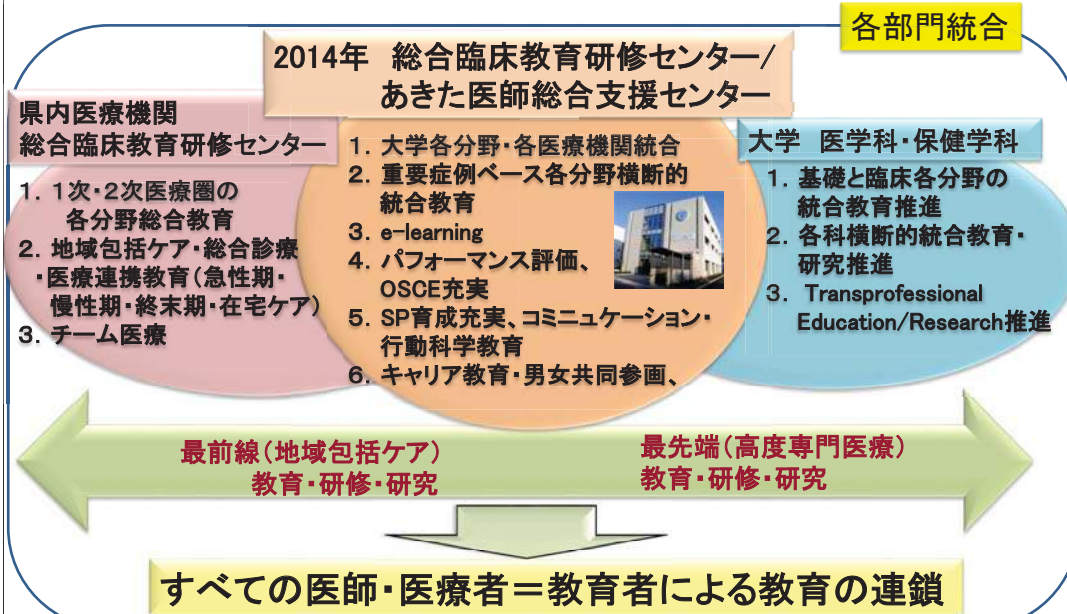 各部門統合
2014年 総合臨床教育研修センター/
あきた医師総合支援センター
県内医療機関
総合臨床教育研修センター
1. 1次・2次医療圏の
各分野総合教育
2. 地域包括ケア・総合診療
・医療連携教育(急性期・
慢性期・終末期・在宅ケア)
3. チーム医療
1. 大学各分野・各医療機関統合
2. 重要症例ベース各分野横断的
統合教育
3. e-learning
4. パフォーマンス評価、
OSCE充実
5. SP育成充実、コミニュケーション・
行動科学教育
6. キャリア教育・男女共同参画、
大学 医学科・保健学科
1. 基礎と臨床各分野の
統合教育推進
2. 各科横断的統合教育・
研究推進
3. Transprofessional
Education/Research推進
最前線(地域包括ケア)
教育・研修・研究
最先端(高度専門医療)
教育・研修・研究
すべての医師・医療者=教育者による教育の連鎖